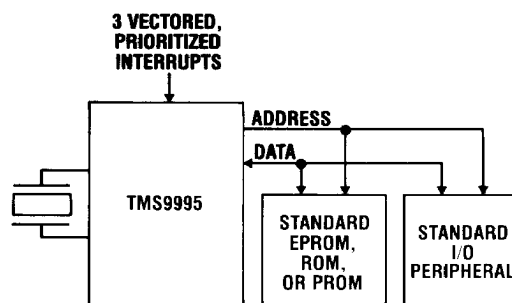 3 VECTORED,
PRIORITIZED
INTERRUPTS
ADDRESS
DATA
TMS9995
STANDARD
EPROM,
ROM,
OR PROM
STANDARD
I/O
PERIPHERAL